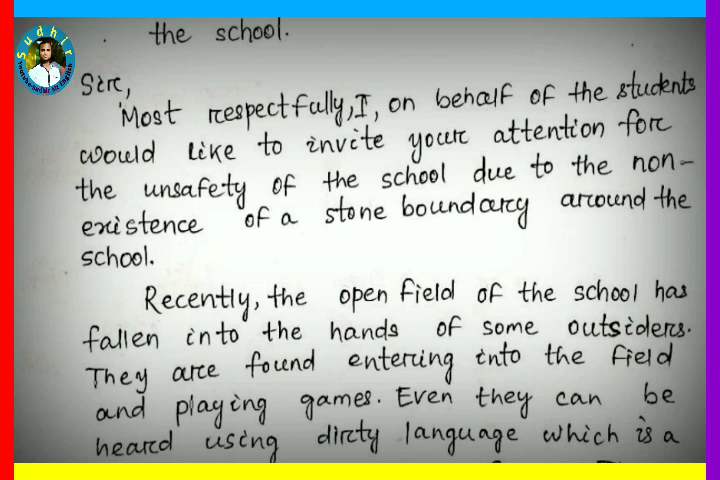 Sudhir
the school.
Sir,
Most respectfully, I, on behalf of the students
would like to invite your attention for
the unsafety of the school due to the non-
existence of a stone boundary around the
school.
Recently, the open field of the school has
fallen into the hands of some outsiders.
They are found entering into the field
and playing games. Even they can be
heard using dirty language which is a